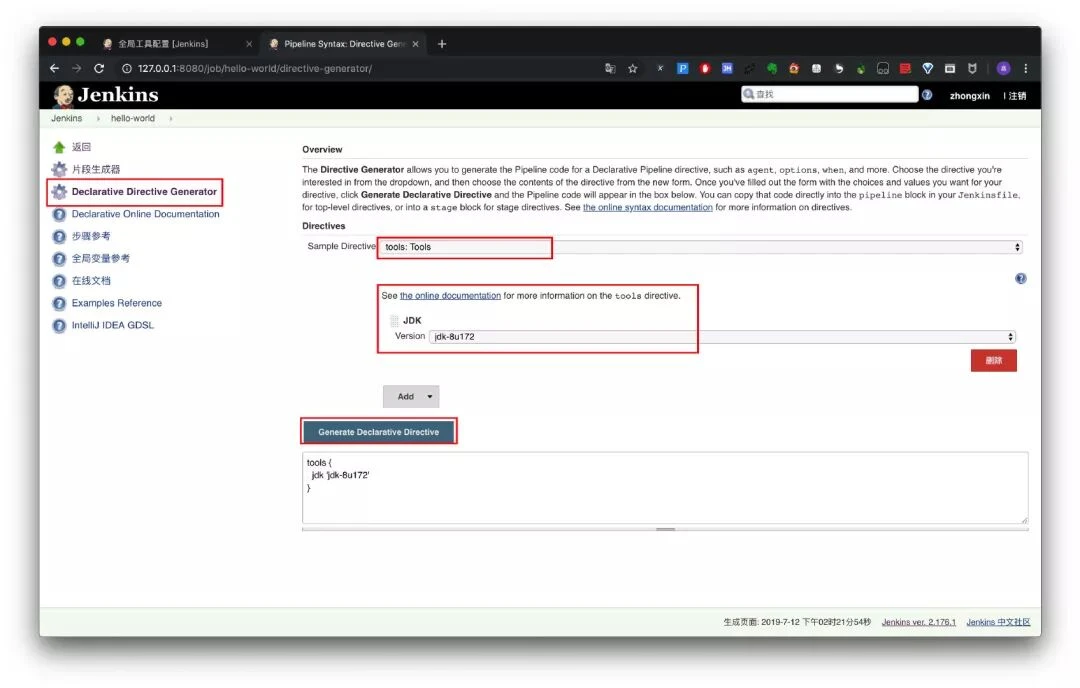 全局工具配置 [Jenkins]
Pipeline Syntax: Directive Gene
127.0.0.1:8080/job/hello-world/directive-generator/
Jenkins
查找
zhongxin
注销
Jenkins
hello-world
返回
片段生成器
Declarative Directive Generator
Declarative Online Documentation
步骤参考
全局变量参考
在线文档
Examples Reference
IntelliJ IDEA GDSL
Overview
The Directive Generator allows you to generate the Pipeline code for a Declarative Pipeline directive, such as agent, options, when, and more. Choose the directive you're
interested in from the dropdown, and then choose the contents of the directive from the new form. Once you've filled out the form with the choices and values you want for your
directive, click Generate Declarative Directive and the Pipeline code will appear in the box below. You can copy that code directly into the pipeline block in your Jenkinsfile,
for top-level directives, or into a stage block for stage directives. See the online syntax documentation for more information on directives.
Directives
Sample Directive tools: Tools
See the online documentation for more information on the tools directive.
JDK
Version jdk-8u172
删除
Add
Generate Declarative Directive
tools {
jdk 'jdk-8u172'
}
生成页面: 2019-7-12 下午02时21分54秒 Jenkins ver. 2.176.1 Jenkins 中文社区